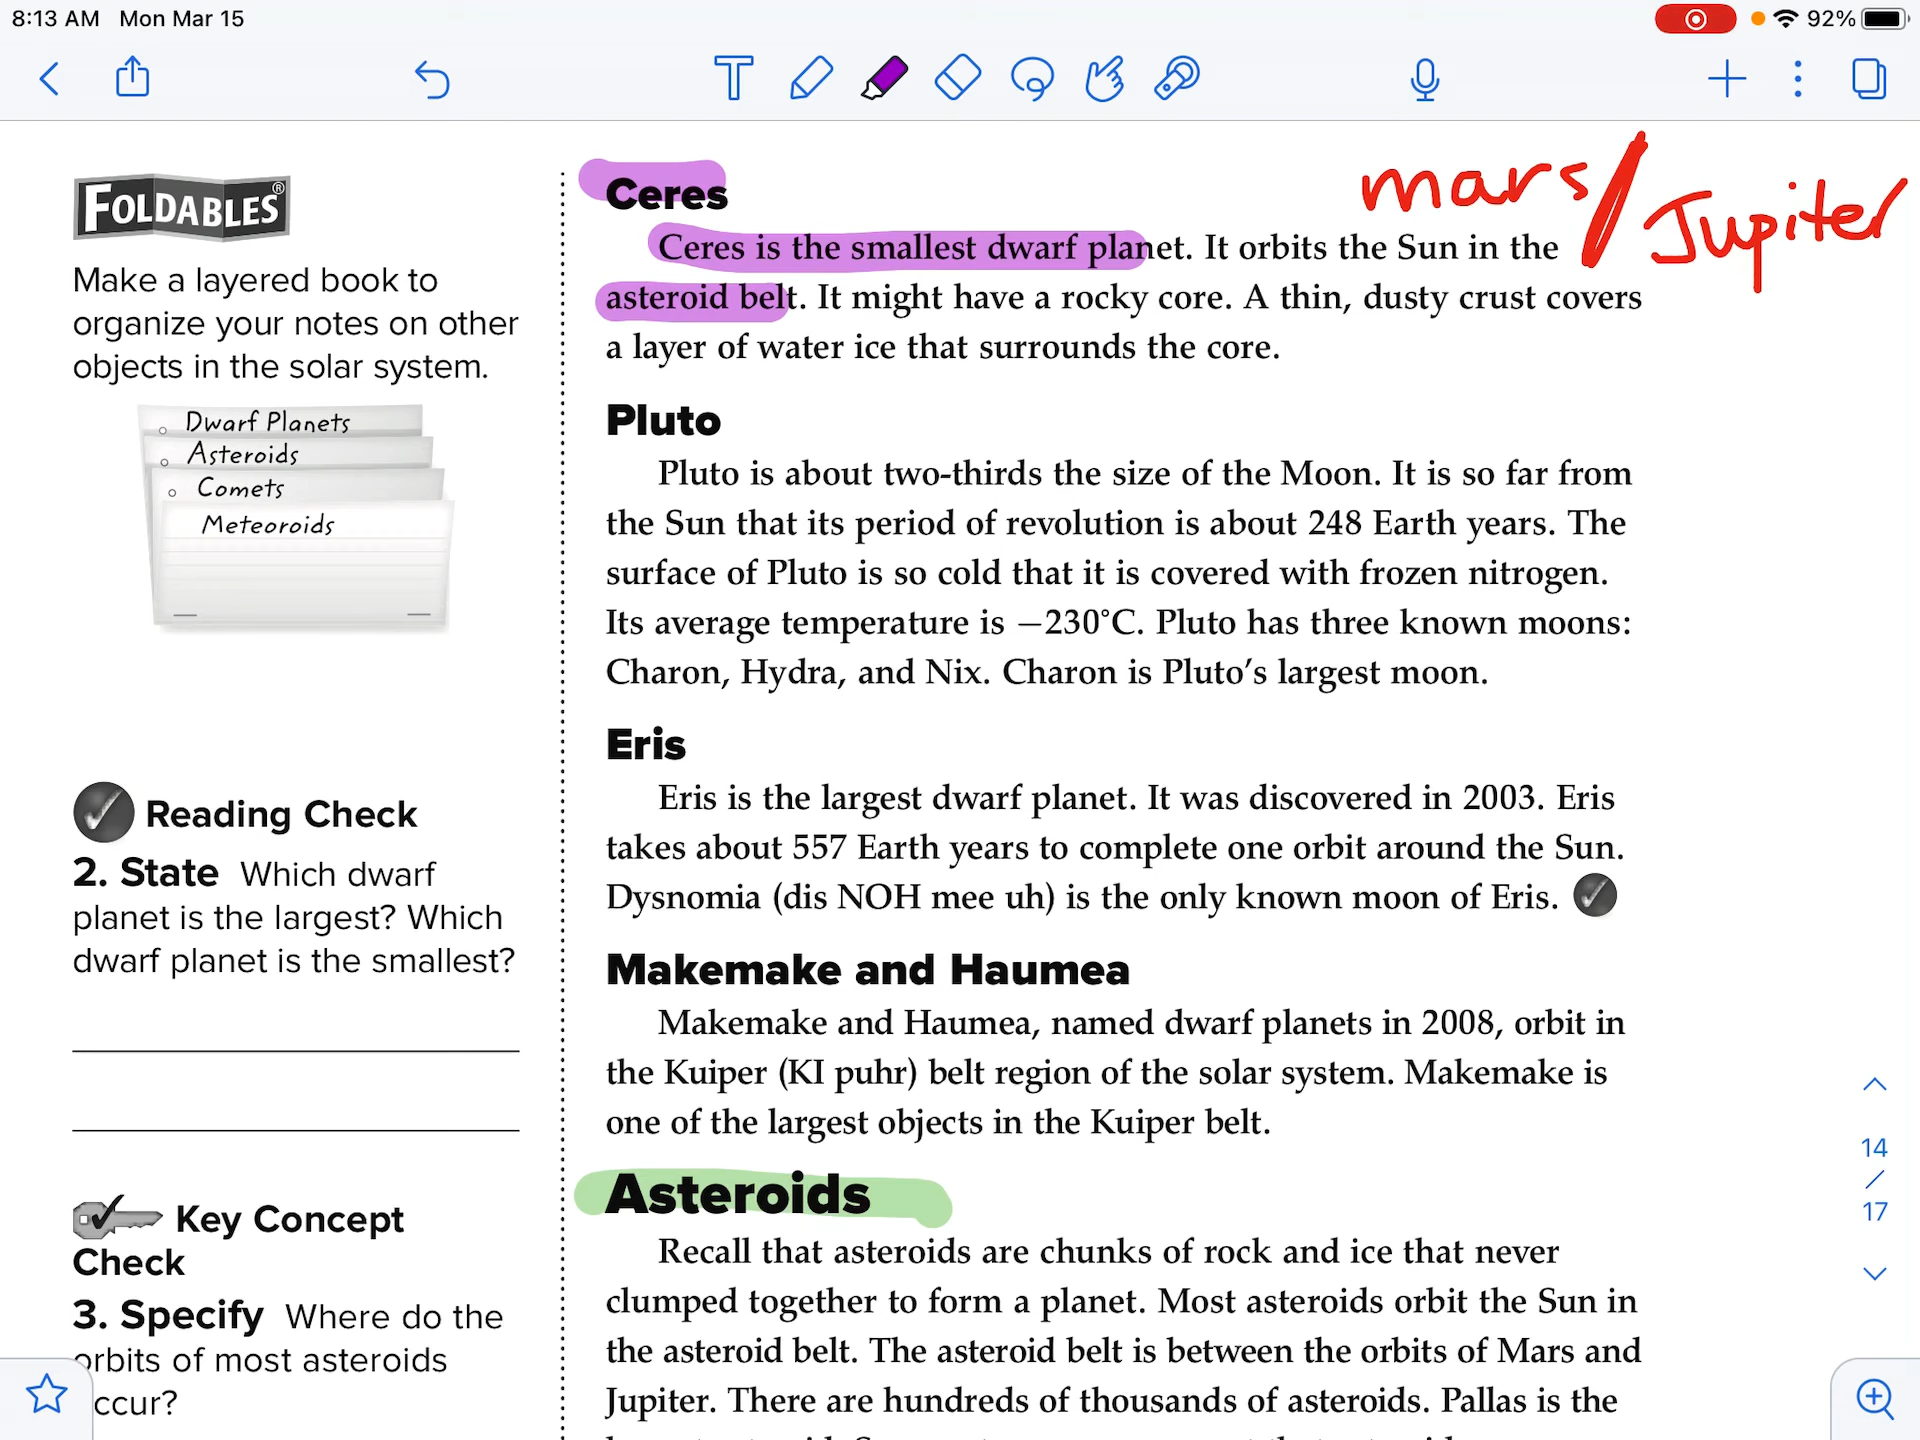 8:13 AM Mon Mar 15
92%
T
FOLDABLES®
Make a layered book to
organize your notes on other
objects in the solar system.
Dwarf Planets
Asteroids
Comets
Meteoroids
Reading Check
2. State Which dwarf
planet is the largest? Which
dwarf planet is the smallest?
Key Concept
Check
3. Specify Where do the
orbits of most asteroids
ccur?
mars/Jupiter
Ceres
Ceres is the smallest dwarf planet. It orbits the Sun in the
asteroid belt. It might have a rocky core. A thin, dusty crust covers
a layer of water ice that surrounds the core.
Pluto
Pluto is about two-thirds the size of the Moon. It is so far from
the Sun that its period of revolution is about 248 Earth years. The
surface of Pluto is so cold that it is covered with frozen nitrogen.
Its average temperature is −230°C. Pluto has three known moons:
Charon, Hydra, and Nix. Charon is Pluto's largest moon.
Eris
Eris is the largest dwarf planet. It was discovered in 2003. Eris
takes about 557 Earth years to complete one orbit around the Sun.
Dysnomia (dis NOH mee uh) is the only known moon of Eris.
Makemake and Haumea
Makemake and Haumea, named dwarf planets in 2008, orbit in
the Kuiper (KI puhr) belt region of the solar system. Makemake is
one of the largest objects in the Kuiper belt.
Asteroids
Recall that asteroids are chunks of rock and ice that never
clumped together to form a planet. Most asteroids orbit the Sun in
the asteroid belt. The asteroid belt is between the orbits of Mars and
Jupiter. There are hundreds of thousands of asteroids. Pallas is the
14
/
17